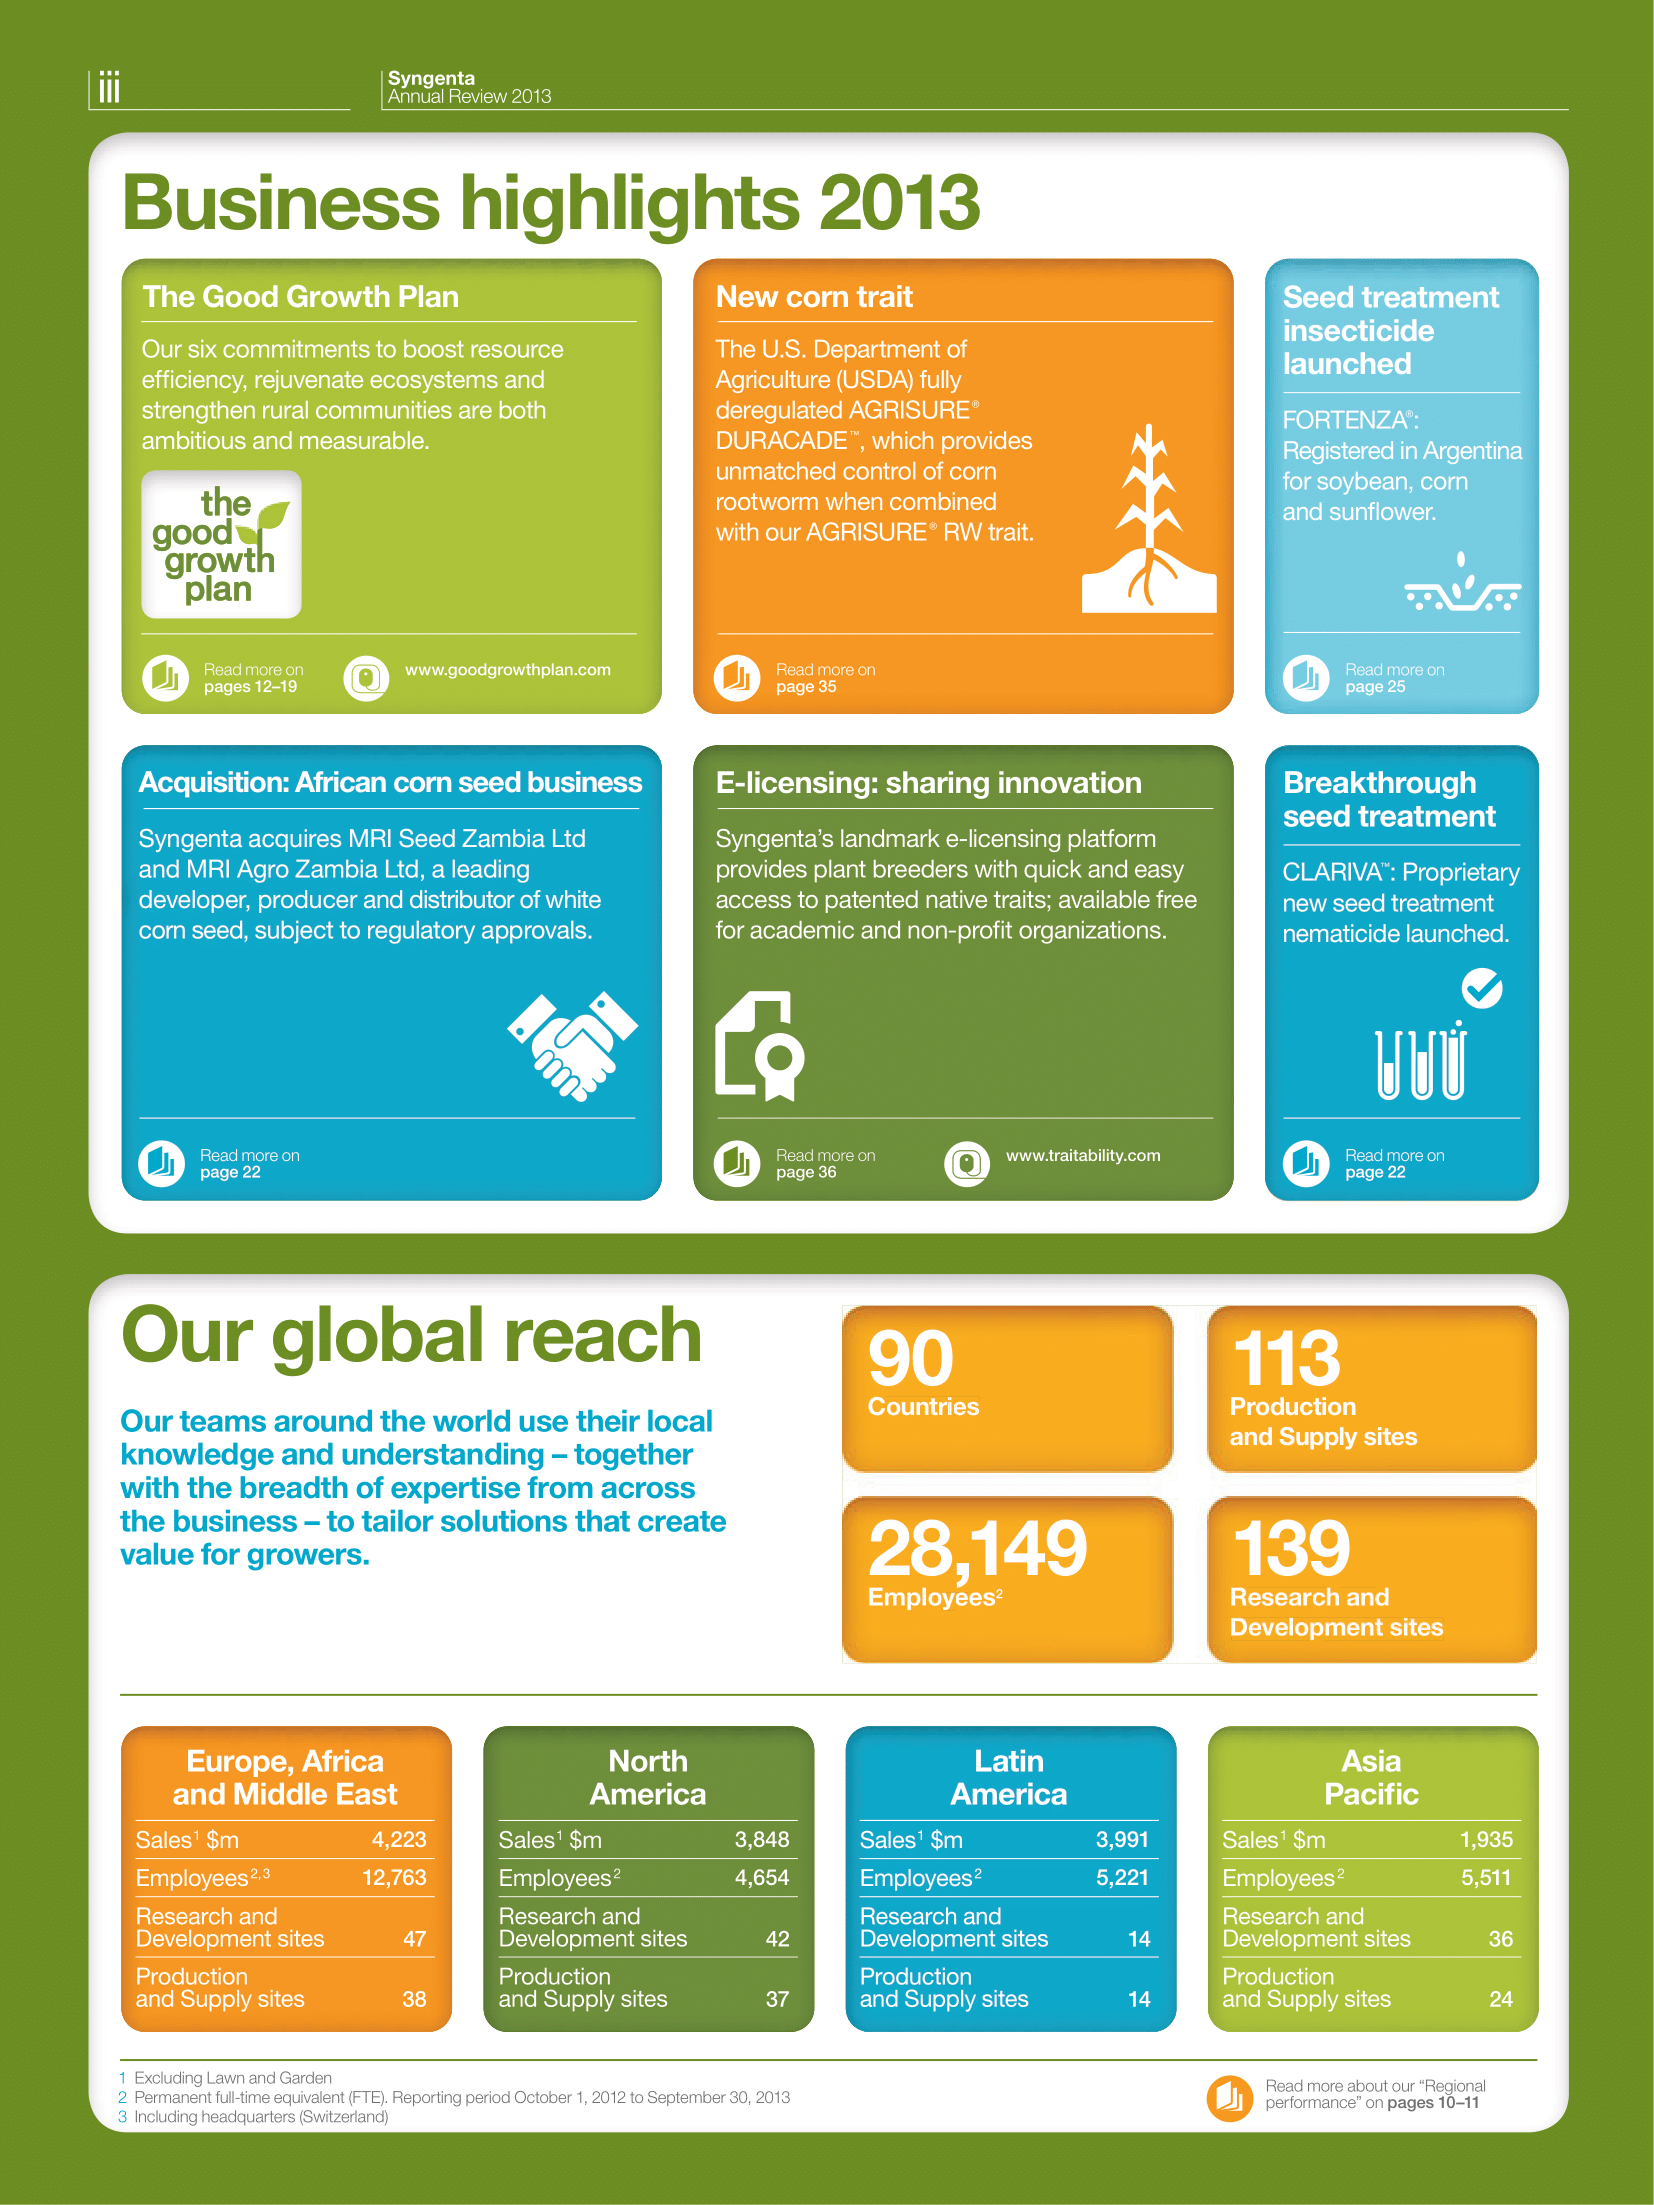 iii
Syngenta
Annual Review 2013
Business highlights 2013
The Good Growth Plan
Our six commitments to boost resource
efficiency, rejuvenate ecosystems and
strengthen rural communities are both
ambitious and measurable.
the
good
growth
plan
Read more on
pages 12–19
www.goodgrowthplan.com
New corn trait
The U.S. Department of
Agriculture (USDA) fully
deregulated AGRISURE®
DURACADE™, which provides
unmatched control of corn
rootworm when combined
with our AGRISURE® RW trait.
Read more on
page 35
Seed treatment
insecticide
launched
FORTENZA®:
Registered in Argentina
for soybean, corn
and sunflower.
Read more on
page 25
Acquisition: African corn seed business
Syngenta acquires MRI Seed Zambia Ltd
and MRI Agro Zambia Ltd, a leading
developer, producer and distributor of white
corn seed, subject to regulatory approvals.
Read more on
page 22
E-licensing: sharing innovation
Syngenta’s landmark e-licensing platform
provides plant breeders with quick and easy
access to patented native traits; available free
for academic and non-profit organizations.
Read more on
page 36
www.traitability.com
Breakthrough
seed treatment
CLARIVA™: Proprietary
new seed treatment
nematicide launched.
Read more on
page 22
Our global reach
Our teams around the world use their local
knowledge and understanding – together
with the breadth of expertise from across
the business – to tailor solutions that create
value for growers.
90
Countries
113
Production
and Supply sites
28,149
Employees²
139
Research and
Development sites
Europe, Africa
and Middle East
Sales¹ $m 4,223
Employees²,³ 12,763
Research and
Development sites 47
Production
and Supply sites 38
North
America
Sales¹ $m 3,848
Employees² 4,654
Research and
Development sites 42
Production
and Supply sites 37
Latin
America
Sales¹ $m 3,991
Employees² 5,221
Research and
Development sites 14
Production
and Supply sites 14
Asia
Pacific
Sales¹ $m 1,935
Employees² 5,511
Research and
Development sites 36
Production
and Supply sites 24
1 Excluding Lawn and Garden
2 Permanent full-time equivalent (FTE). Reporting period October 1, 2012 to September 30, 2013
3 Including headquarters (Switzerland)
Read more about our “Regional
performance” on pages 10–11